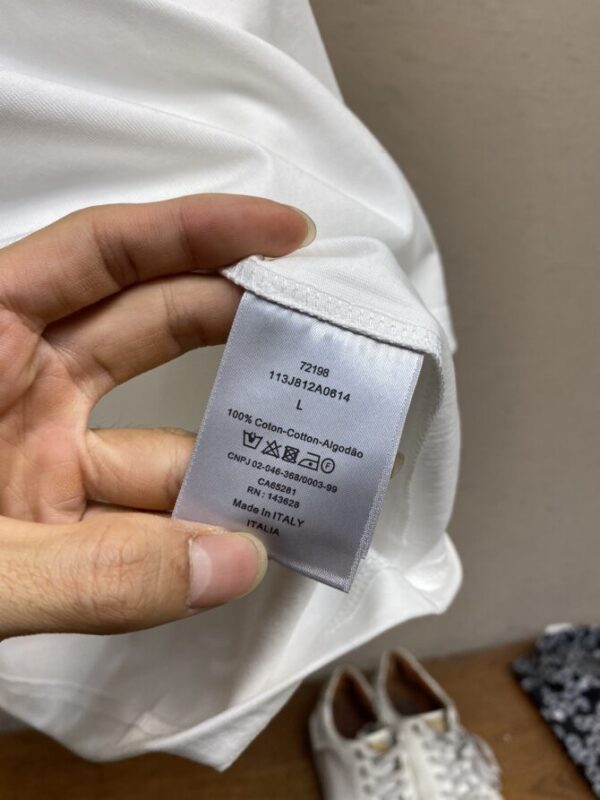 72198
113J812A0614
L
100% Coton-Cotton-Algodão
F
CNPJ 02-046-368/0003-99
CA65281
RN : 143628
Made In ITALY
ITALIA